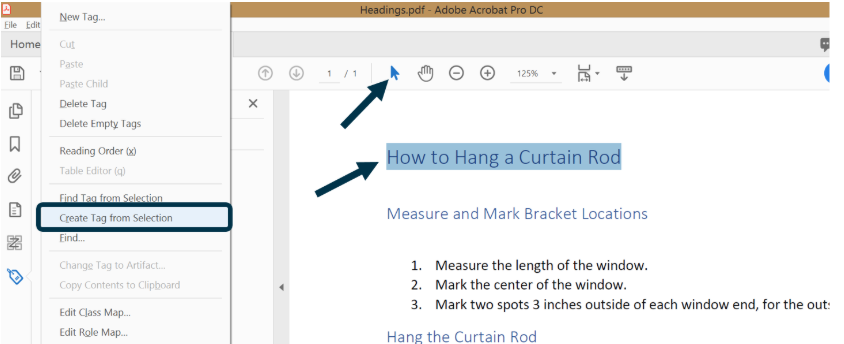 Headings.pdf - Adobe Acrobat Pro DC
File Edit
Home
1 / 1
125%
New Tag...
Cut
Paste
Paste Child
Delete Tag
Delete Empty Tags
Reading Order (x)
Table Editor (q)
Find Tag from Selection
Create Tag from Selection
Find...
Change Tag to Artifact...
Copy Contents to Clipboard
Edit Class Map...
Edit Role Map...
How to Hang a Curtain Rod
Measure and Mark Bracket Locations
1. Measure the length of the window.
2. Mark the center of the window.
3. Mark two spots 3 inches outside of each window end, for the outs
Hang the Curtain Rod